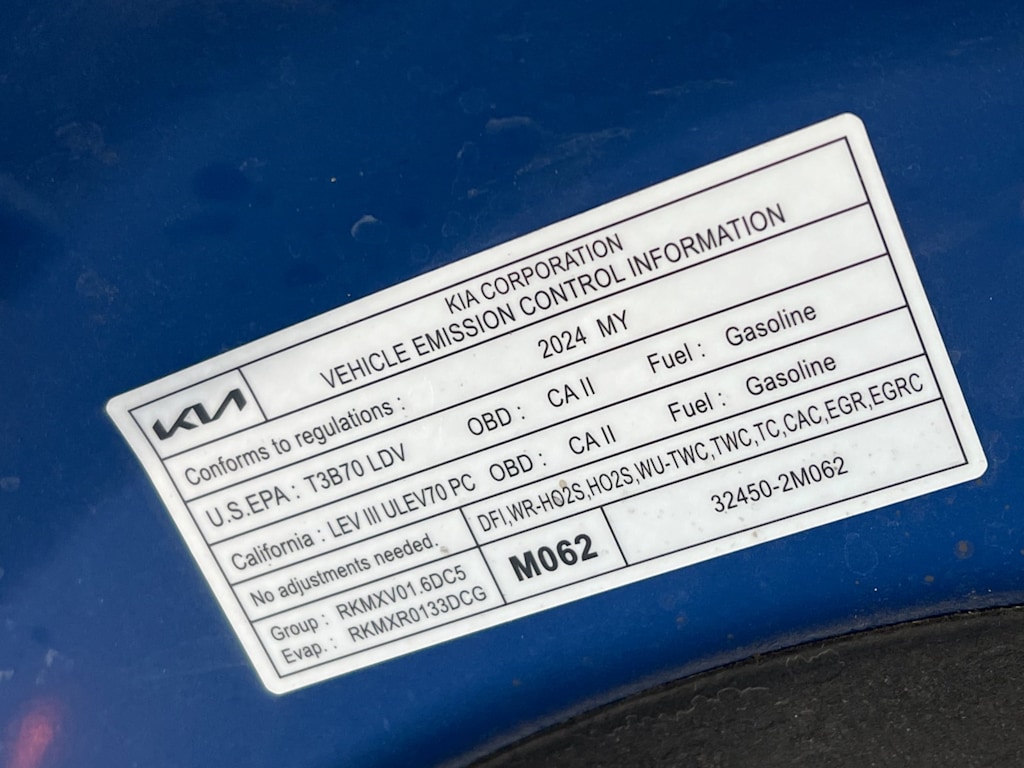 KIA
KIA CORPORATION
VEHICLE EMISSION CONTROL INFORMATION
Conforms to regulations : 2024 MY
U.S.EPA : T3B70 LDV OBD : CA II Fuel : Gasoline
California : LEV III ULEV70 PC OBD : CA II Fuel : Gasoline
No adjustments needed. DFI,WR-HO2S,HO2S,WU-TWC,TWC,TC,CAC,EGR,EGRC
Group : RKMXV01.6DC5
Evap. : RKMXR0133DCG
M062
32450-2M062